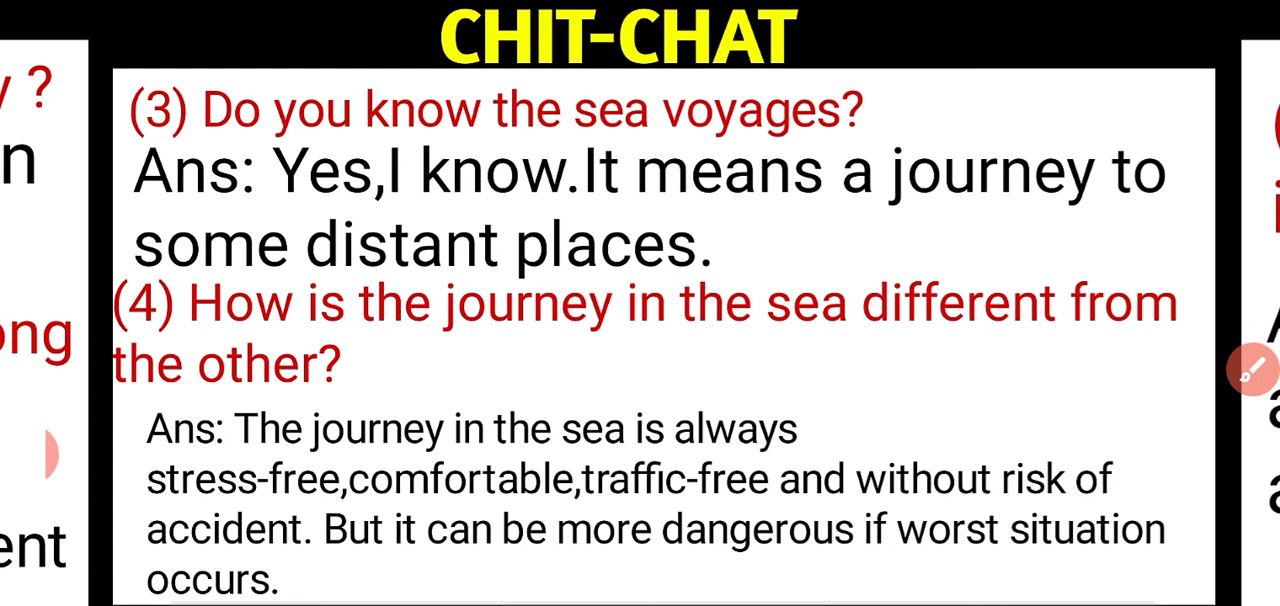 CHIT-CHAT
(3) Do you know the sea voyages?
Ans: Yes,I know.It means a journey to
some distant places.
(4) How is the journey in the sea different from
the other?
Ans: The journey in the sea is always
stress-free,comfortable,traffic-free and without risk of
accident. But it can be more dangerous if worst situation
occurs.